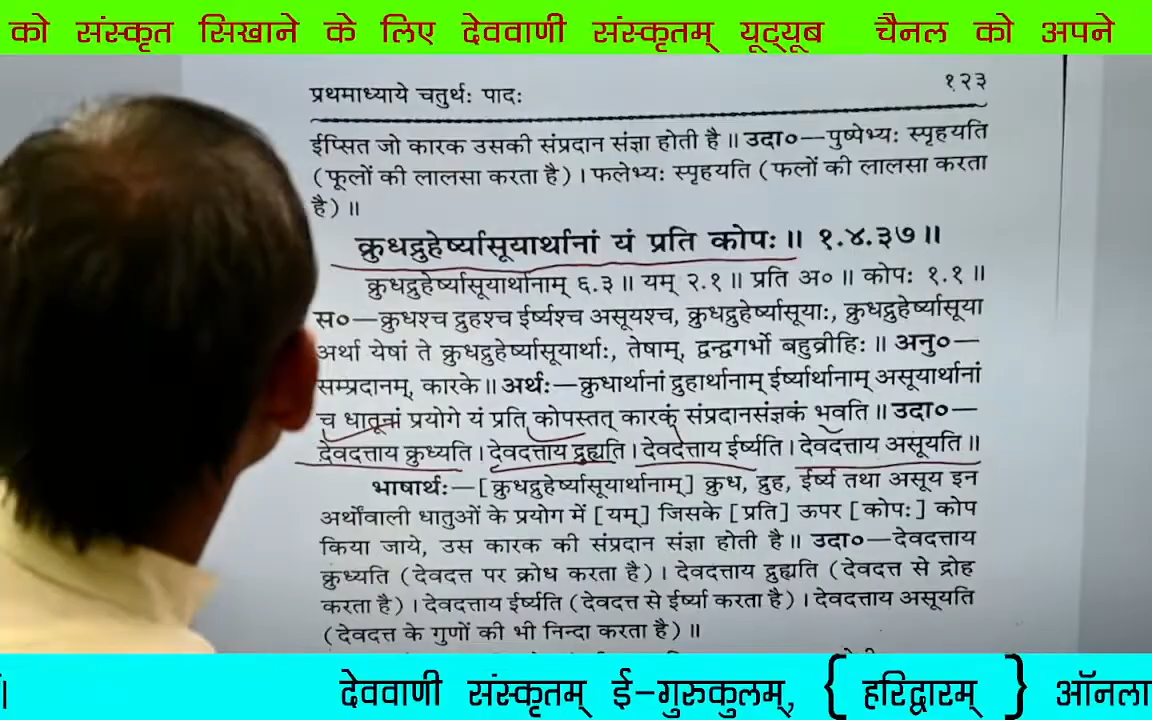 को संस्कृत सिखाने के लिए देववाणी संस्कृतम् यूट्यूब चैनल को अपने
प्रथमाध्याये चतुर्थः पादः १२३
ईप्सित जो कारक उसकी संप्रदान संज्ञा होती है ॥ उदा०—पुष्पेभ्यः स्पृहयति
(फूलों की लालसा करता है) । फलेभ्यः स्पृहयति (फलों की लालसा करता
है) ॥
क्रुधद्रुहेर्ष्यासूयार्थानां यं प्रति कोपः ॥ १.४.३७ ॥
क्रुधद्रुहेर्ष्यासूयार्थानाम् ६.३ ॥ यम् २.१ ॥ प्रति अ० ॥ कोपः १.१ ॥
स०—क्रुधश्च द्रुहश्च ईर्ष्यश्च असूयश्च, क्रुधद्रुहेर्ष्यासूयाः, क्रुधद्रुहेर्ष्यासूया
अर्था येषां ते क्रुधद्रुहेर्ष्यासूयार्थाः, तेषाम्, द्वन्द्वगर्भो बहुव्रीहिः ॥ अनु०—
सम्प्रदानम्, कारके ॥ अर्थः—क्रुधार्थानां द्रुहार्थानाम् ईर्ष्यार्थानाम् असूयार्थानां
च धातूनां प्रयोगे यं प्रति कोपस्तत् कारकं संप्रदानसंज्ञकं भवति ॥ उदा०—
देवदत्ताय क्रुध्यति । देवदत्ताय द्रुह्यति । देवदत्ताय ईर्ष्यति । देवदत्ताय असूयति ॥
भाषार्थः—[क्रुधद्रुहेर्ष्यासूयार्थानाम्] क्रुध, द्रुह, ईर्ष्य तथा असूय इन
अर्थोंवाली धातुओं के प्रयोग में [यम्] जिसके [प्रति] ऊपर [कोपः] कोप
किया जाये, उस कारक की संप्रदान संज्ञा होती है ॥ उदा०—देवदत्ताय
क्रुध्यति (देवदत्त पर क्रोध करता है) । देवदत्ताय द्रुह्यति (देवदत्त से द्रोह
करता है) । देवदत्ताय ईर्ष्यति (देवदत्त से ईर्ष्या करता है) । देवदत्ताय असूयति
(देवदत्त के गुणों की भी निन्दा करता है) ॥
देववाणी संस्कृतम् ई-गुरुकुलम्, { हरिद्वारम् } ऑनला